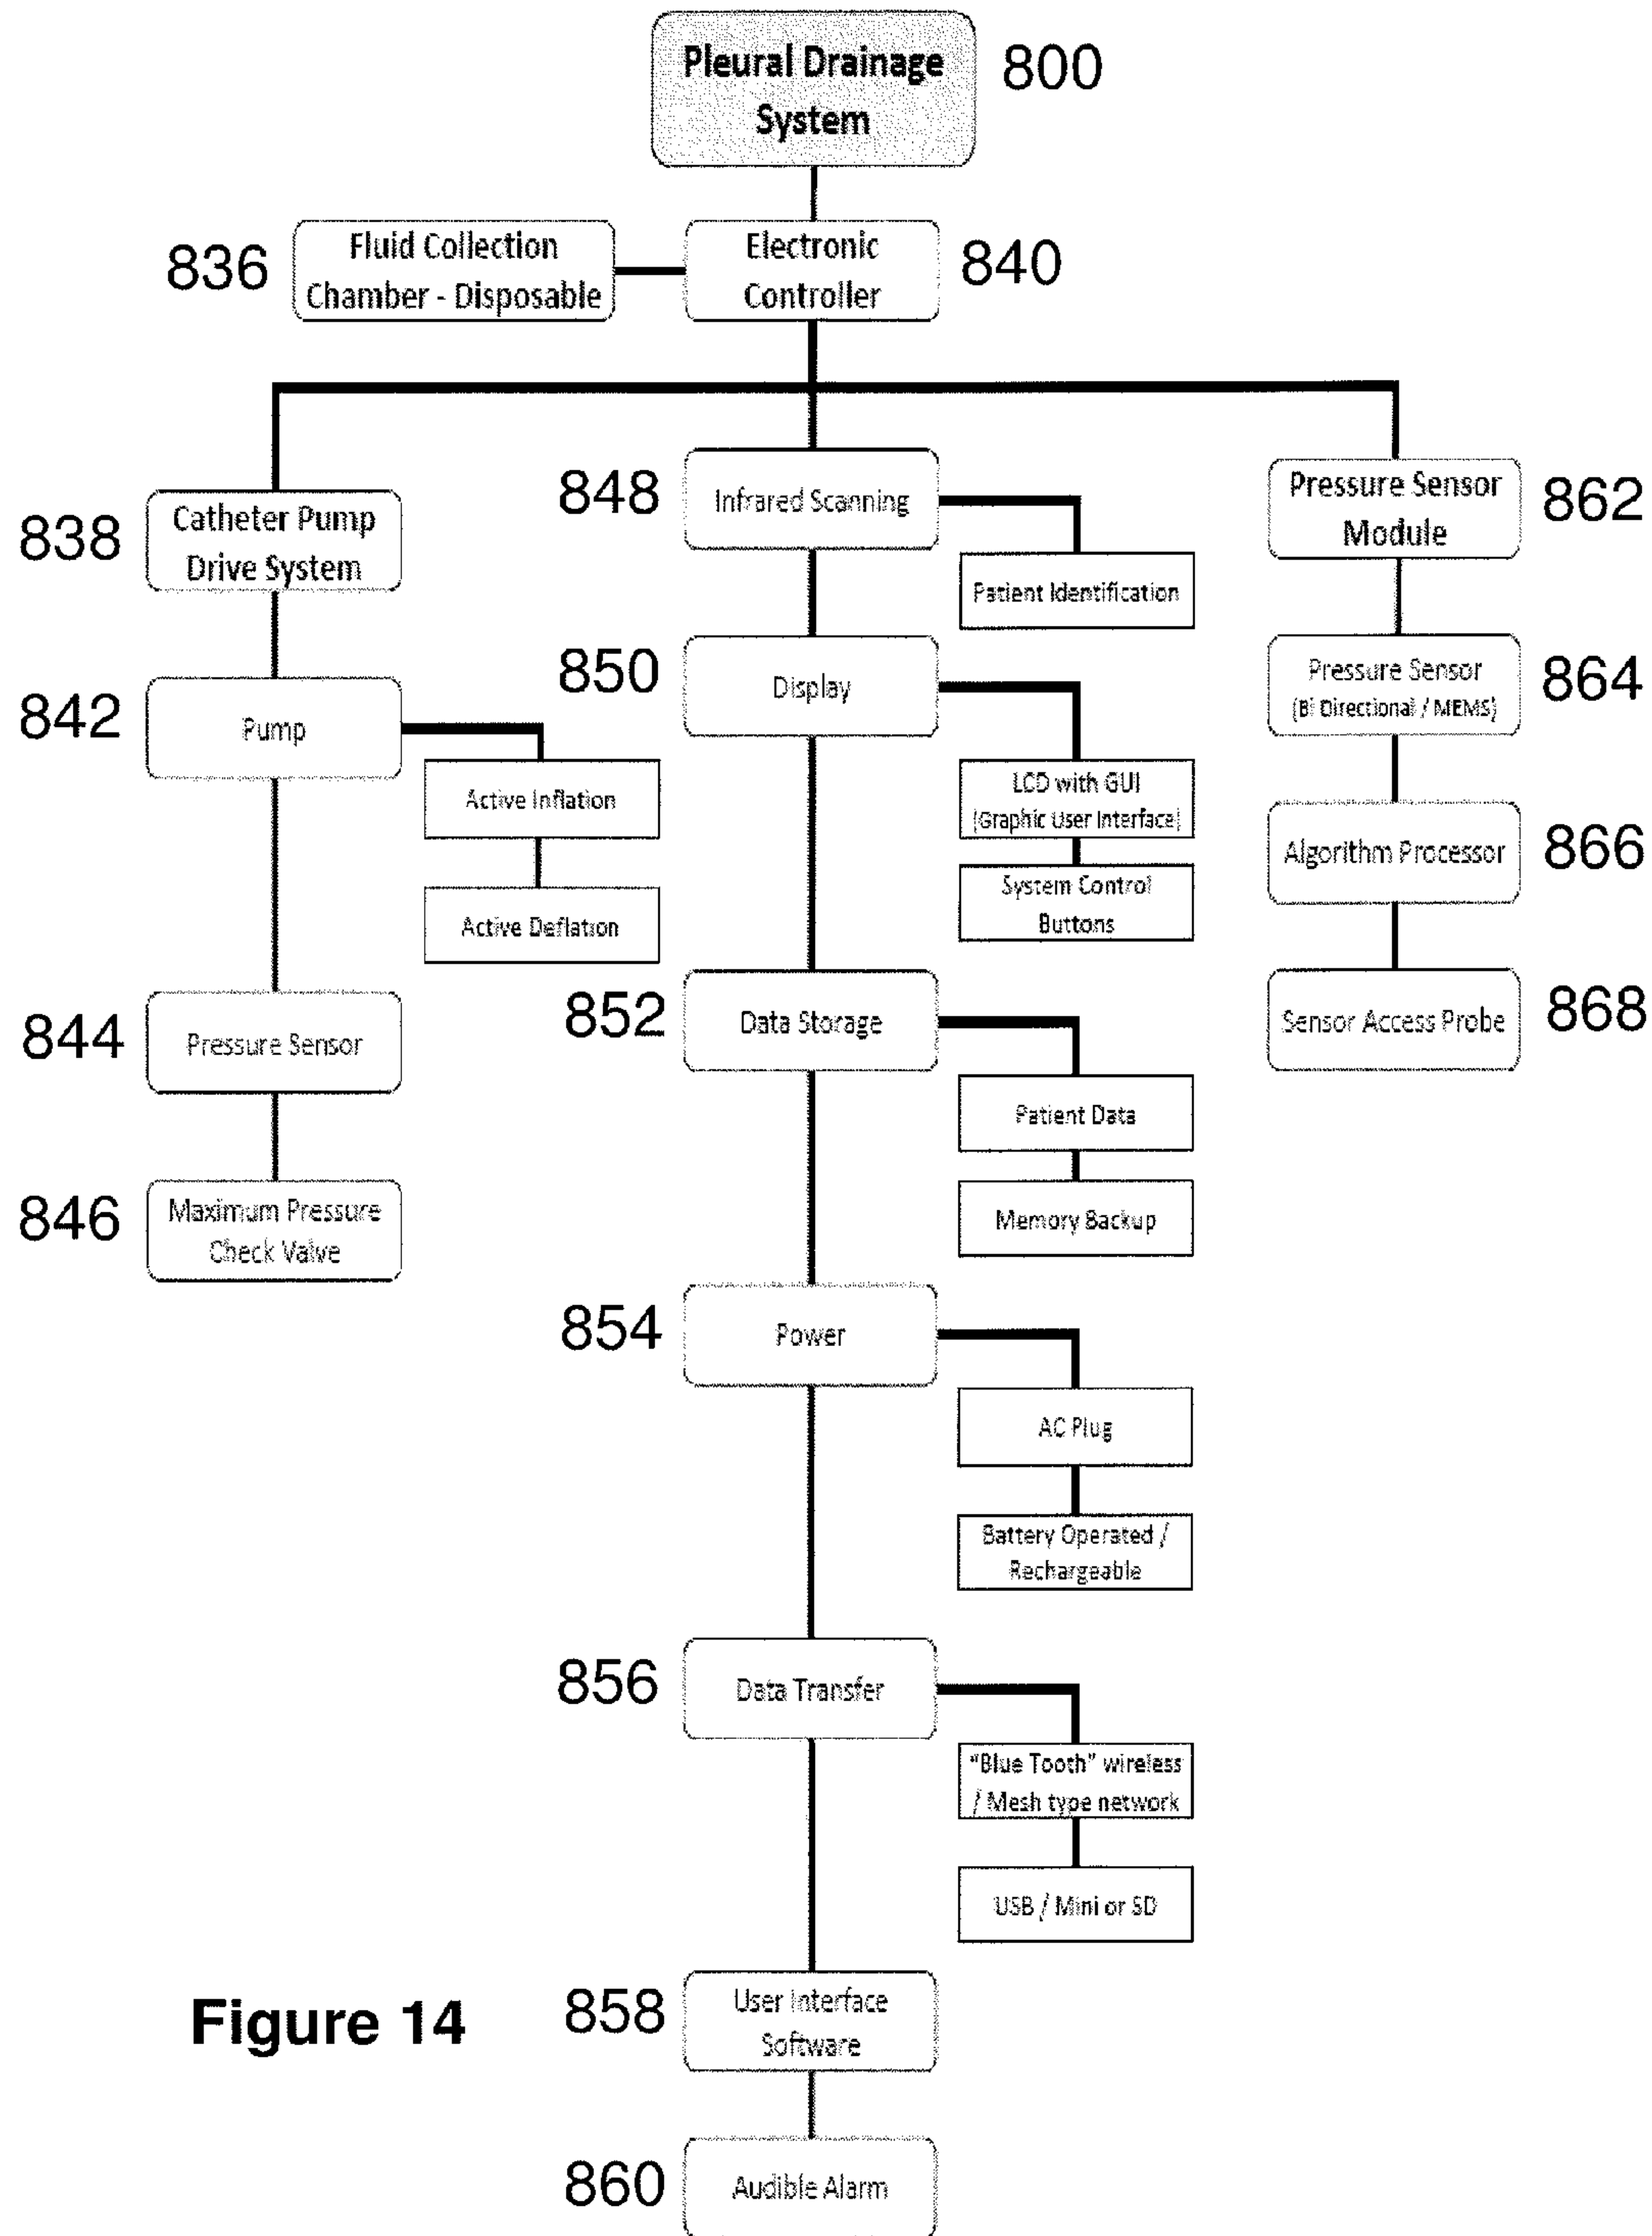 Pleural Drainage
System
800
836
Fluid Collection
Chamber - Disposable
Electronic
Controller
840
838
Catheter Pump
Drive System
842
Pump
Active Inflation
Active Deflation
844
Pressure Sensor
846
Maximum Pressure
Check Valve
848
Infrared Scanning
Patient Identification
850
Display
LCD with GUI
(Graphic User Interface)
System Control
Buttons
852
Data Storage
Patient Data
Memory Backup
854
Power
AC Plug
Battery Operated /
Rechargeable
856
Data Transfer
"Blue Tooth" wireless
/ Mesh type network
USB / Mini or SD
858
User Interface
Software
860
Audible Alarm
Pressure Sensor
Module
862
Pressure Sensor
(Bi Directional / MEMS)
864
Algorithm Processor
866
Sensor Access Probe
868
Figure 14